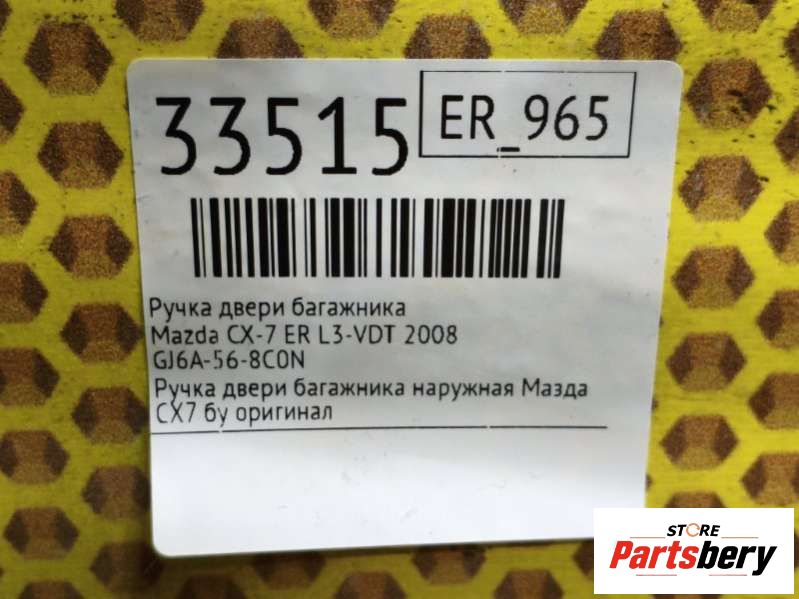 33515
ER_965
Ручка двери багажника
Mazda CX-7 ER L3-VDT 2008
GJ6A-56-8C0N
Ручка двери багажника наружная Мазда
СХ7 бу оригинал
STORE
Partsbery